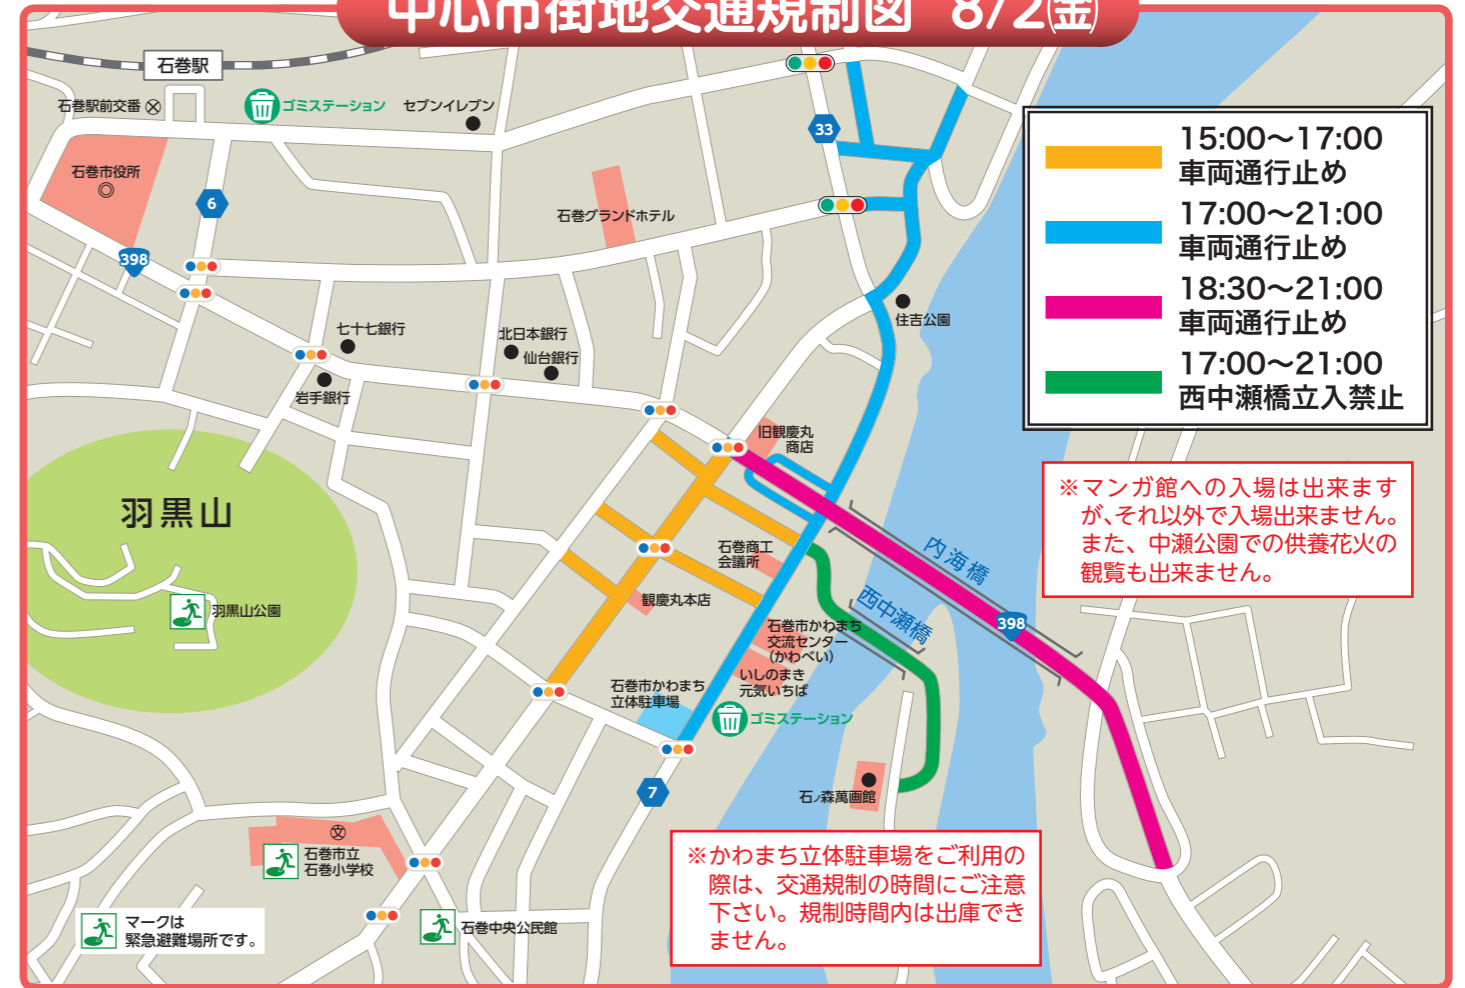 中心市街地交通規制図 8/2㈮
石巻駅
石巻駅前交番
ゴミステーション
セブンイレブン
33
15:00〜17:00
車両通行止め
17:00〜21:00
車両通行止め
18:30〜21:00
車両通行止め
17:00〜21:00
西中瀬橋立入禁止
石巻市役所
6
石巻グランドホテル
398
住吉公園
七十七銀行
北日本銀行
仙台銀行
岩手銀行
旧観慶丸
商店
※マンガ館への入場は出来ます
が、それ以外で入場出来ません。
また、中瀬公園での供養花火の
観覧も出来ません。
羽黒山
石巻商工
会議所
内海橋
西中瀬橋
398
羽黒山公園
観慶丸本店
石巻市かわまち
交流センター
(かわべい)
いしのまき
元気いちば
石巻市かわまち
立体駐車場
ゴミステーション
7
石ノ森萬画館
文
石巻市立
石巻小学校
※かわまち立体駐車場をご利用の
際は、交通規制の時間にご注意
下さい。規制時間内は出庫でき
ません。
マークは
緊急避難場所です。
石巻中央公民館